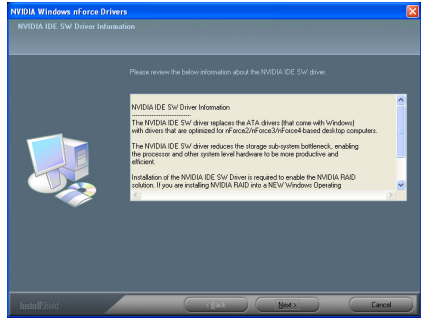 NVIDIA Windows nForce Drivers
NVIDIA IDE SW Driver Information
Please review the below information about the NVIDIA IDE SW driver.
NVIDIA IDE SW Driver Information
------------------------
The NVIDIA IDE SW driver replaces the ATA drivers (that come with Windows)
with drivers that are optimized for nForce2/nForce3/nForce4-based desktop computers.
The NVIDIA IDE SW driver reduces the storage sub-system bottleneck, enabling
the processor and other system level hardware to be more productive and
efficient.
Installation of the NVIDIA IDE SW Driver is required to enable the NVIDIA RAID
solution. If you are installing NVIDIA RAID into a NEW Windows Operating
InstallShield
< Back
Next >
Cancel